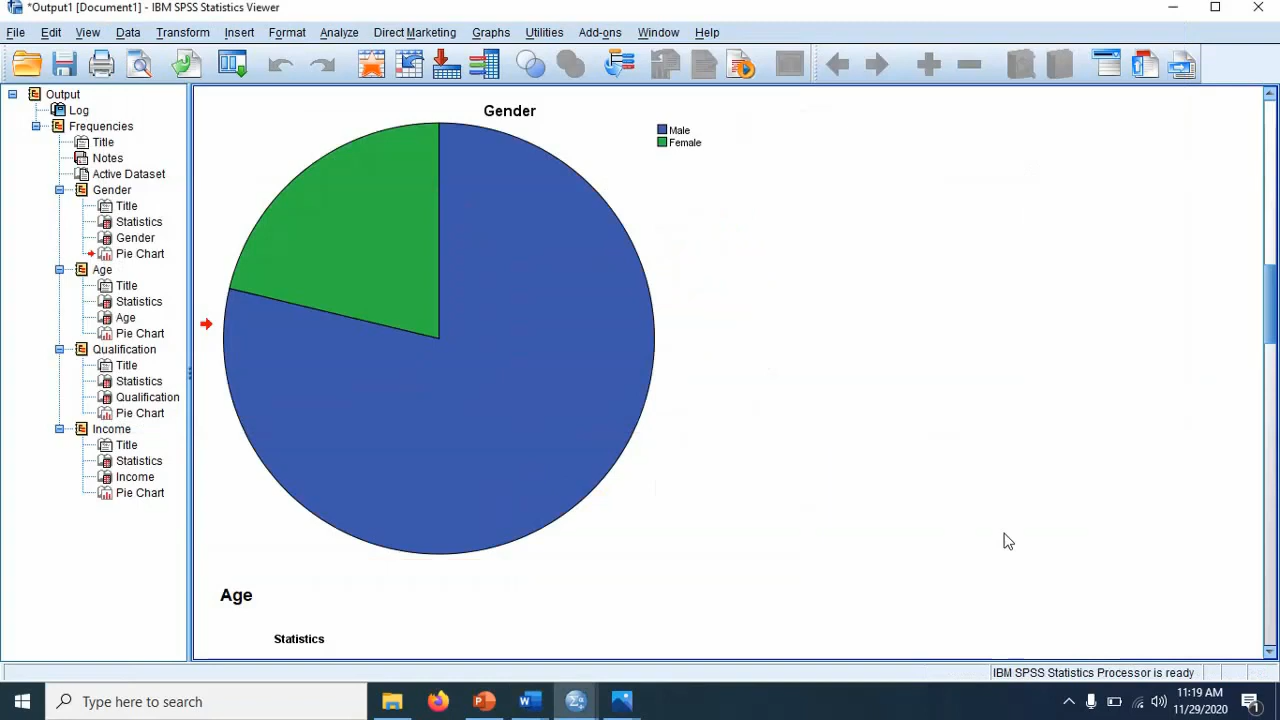 *Output1 [Document1] - IBM SPSS Statistics Viewer
File Edit View Data Transform Insert Format Analyze Direct Marketing Graphs Utilities Add-ons Window Help
Output
Log
Frequencies
Title
Notes
Active Dataset
Gender
Title
Statistics
Gender
Pie Chart
Age
Title
Statistics
Age
Pie Chart
Qualification
Title
Statistics
Qualification
Pie Chart
Income
Title
Statistics
Income
Pie Chart
Gender
Male
Female
Age
Statistics
IBM SPSS Statistics Processor is ready
Type here to search
11:19 AM
11/29/2020
1